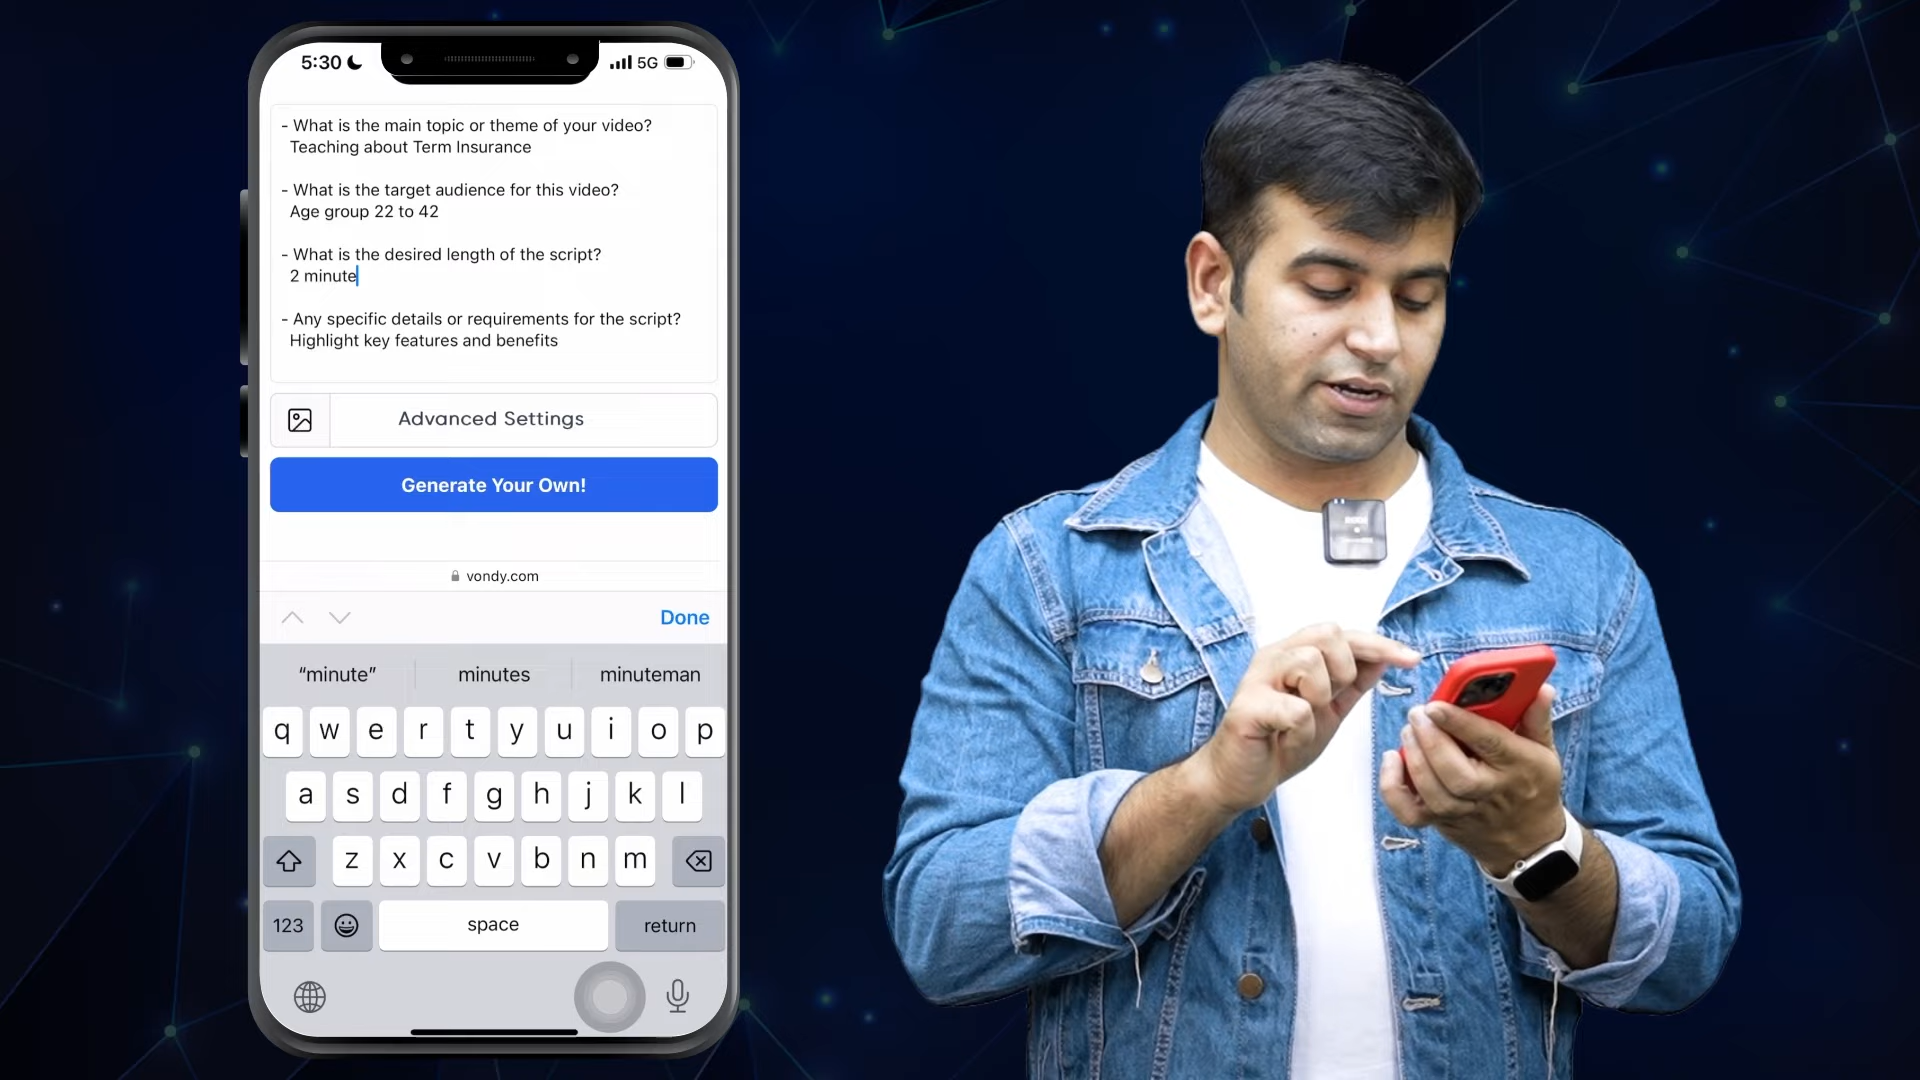 5:30
5G
- What is the main topic or theme of your video?
Teaching about Term Insurance
- What is the target audience for this video?
Age group 22 to 42
- What is the desired length of the script?
2 minute
- Any specific details or requirements for the script?
Highlight key features and benefits
Advanced Settings
Generate Your Own!
vondy.com
Done
“minute” minutes minuteman
q w e r t y u i o p
a s d f g h j k l
z x c v b n m
123 space return